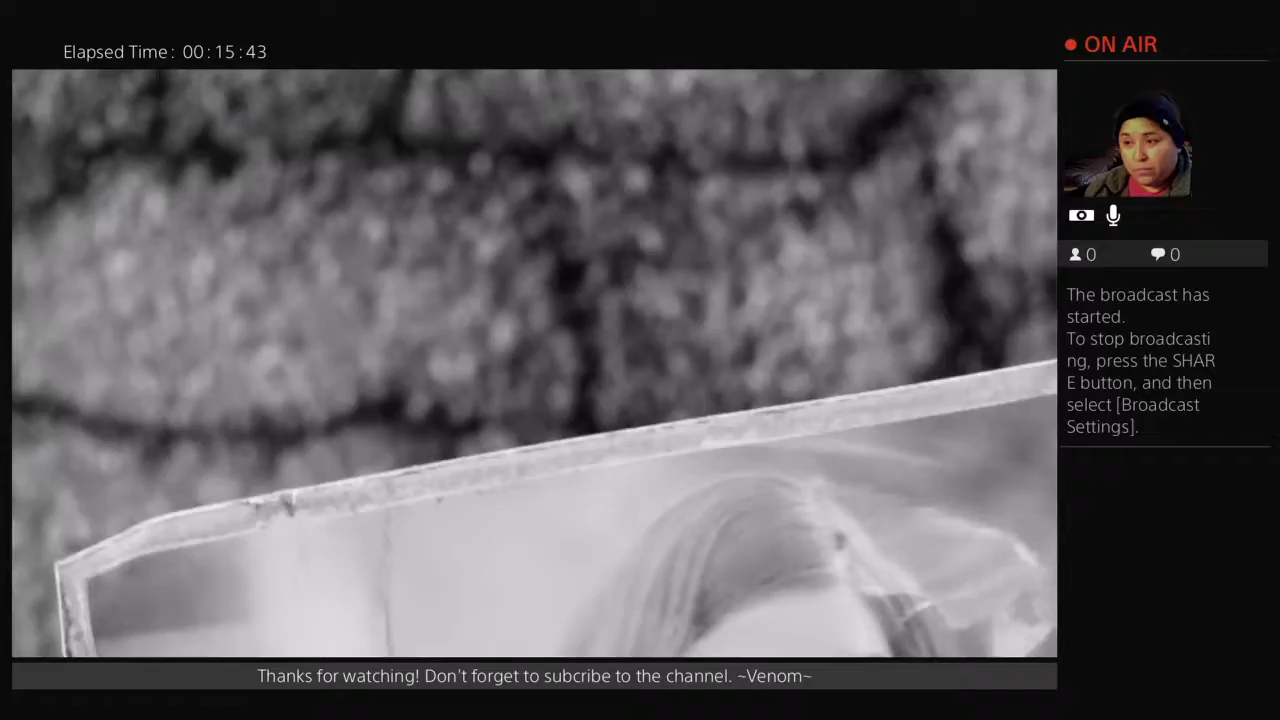 Elapsed Time: 00:15:43
ON AIR
0 0
The broadcast has
started.
To stop broadcasti
ng, press the SHAR
E button, and then
select [Broadcast
Settings].
Thanks for watching! Don't forget to subcribe to the channel. ~Venom~